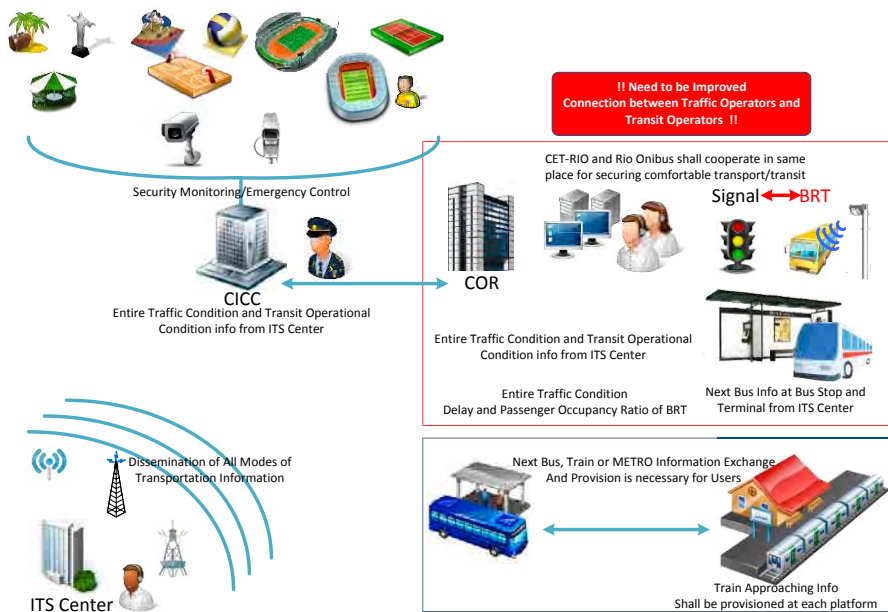 !! Need to be Improved
Connection between Traffic Operators and
Transit Operators !!
CET-RIO and Rio Onibus shall cooperate in same
place for securing comfortable transport/transit
Security Monitoring/Emergency Control
Signal BRT
CICC
COR
Entire Traffic Condition and Transit Operational
Condition info from ITS Center
Entire Traffic Condition and Transit Operational
Condition info from ITS Center
Entire Traffic Condition
Delay and Passenger Occupancy Ratio of BRT
Next Bus Info at Bus Stop and
Terminal from ITS Center
Dissemination of All Modes of
Transportation Information
Next Bus, Train or METRO Information Exchange
And Provision is necessary for Users
ITS Center
Train Approaching Info
Shall be provisioned at each platform